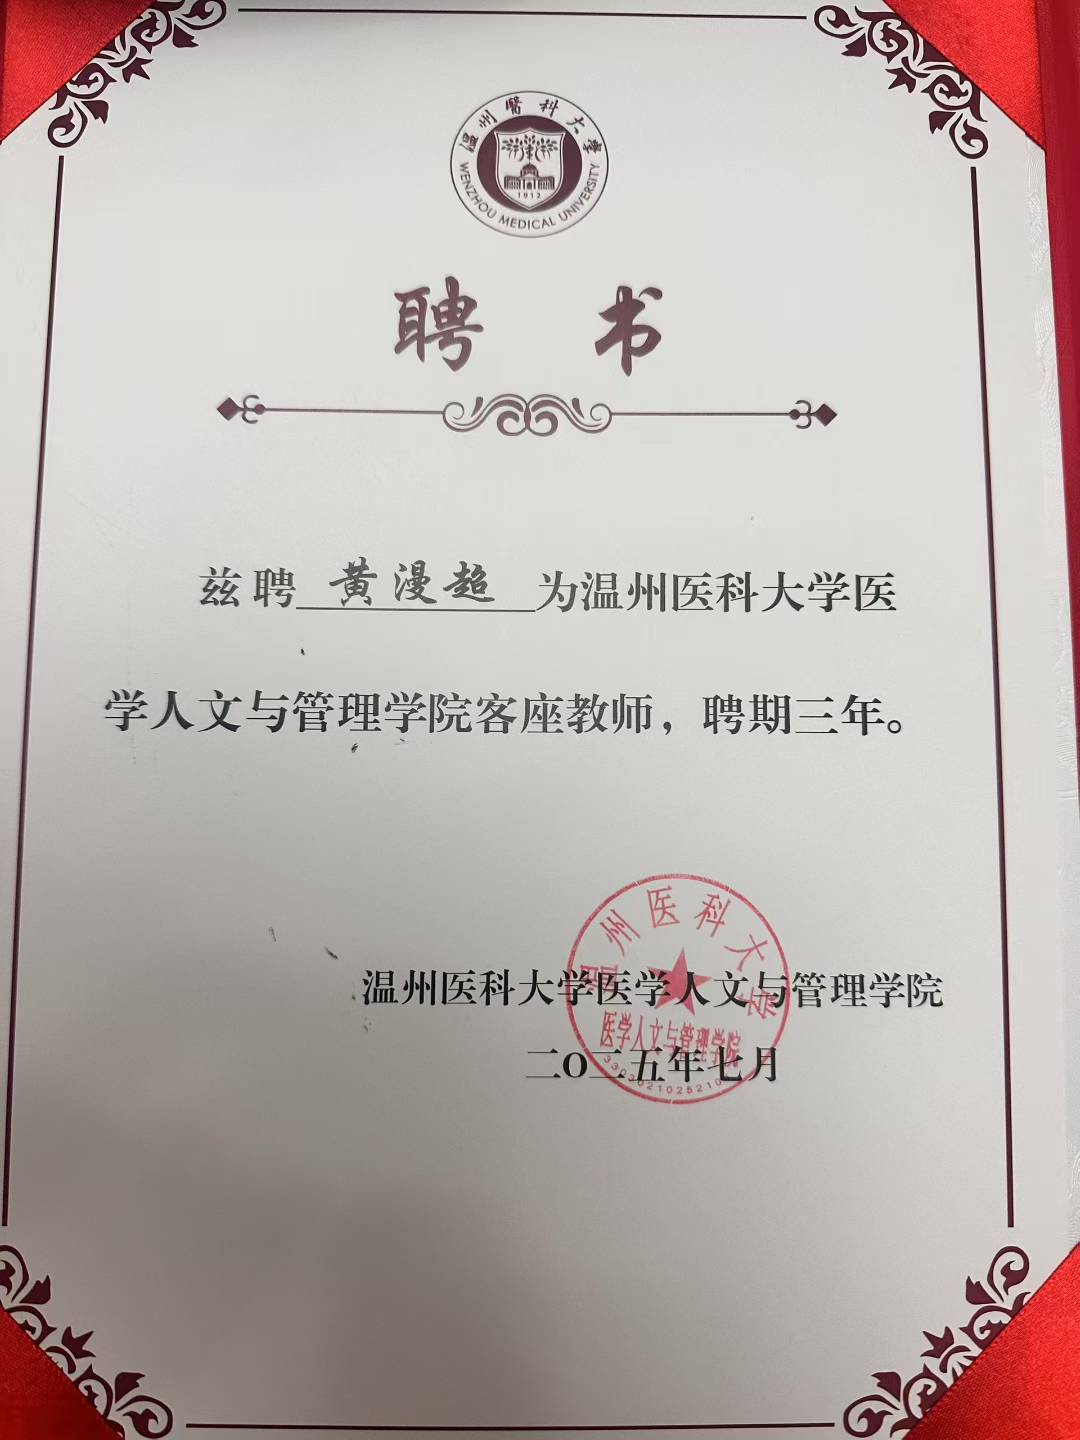 温州醫科大學
1912
WENZHOU MEDICAL UNIVERSITY
聘 书
兹聘 黄漫超 为温州医科大学医
学人文与管理学院客座教师，聘期三年。
温州医科大学医学人文与管理学院
二〇二五年七月
温州医科大学
医学人文与管理学院